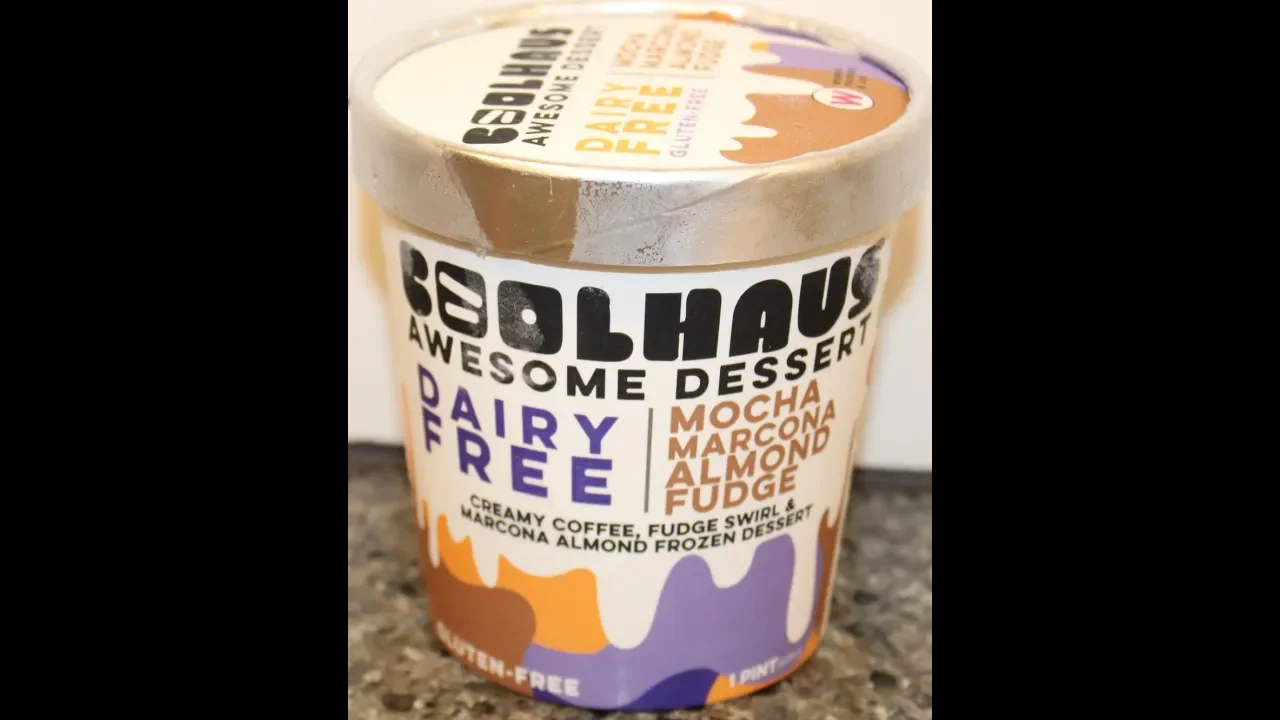 COOLHAUS
AWESOME DESSERT
DAIRY
FREE
GLUTEN-FREE
MOCHA
MARCONA
ALMOND
FUDGE
W
COOLHAUS
AWESOME DESSERT
DAIRY
FREE
MOCHA
MARCONA
ALMOND
FUDGE
CREAMY COFFEE, FUDGE SWIRL &
MARCONA ALMOND FROZEN DESSERT
GLUTEN-FREE
1 PINT